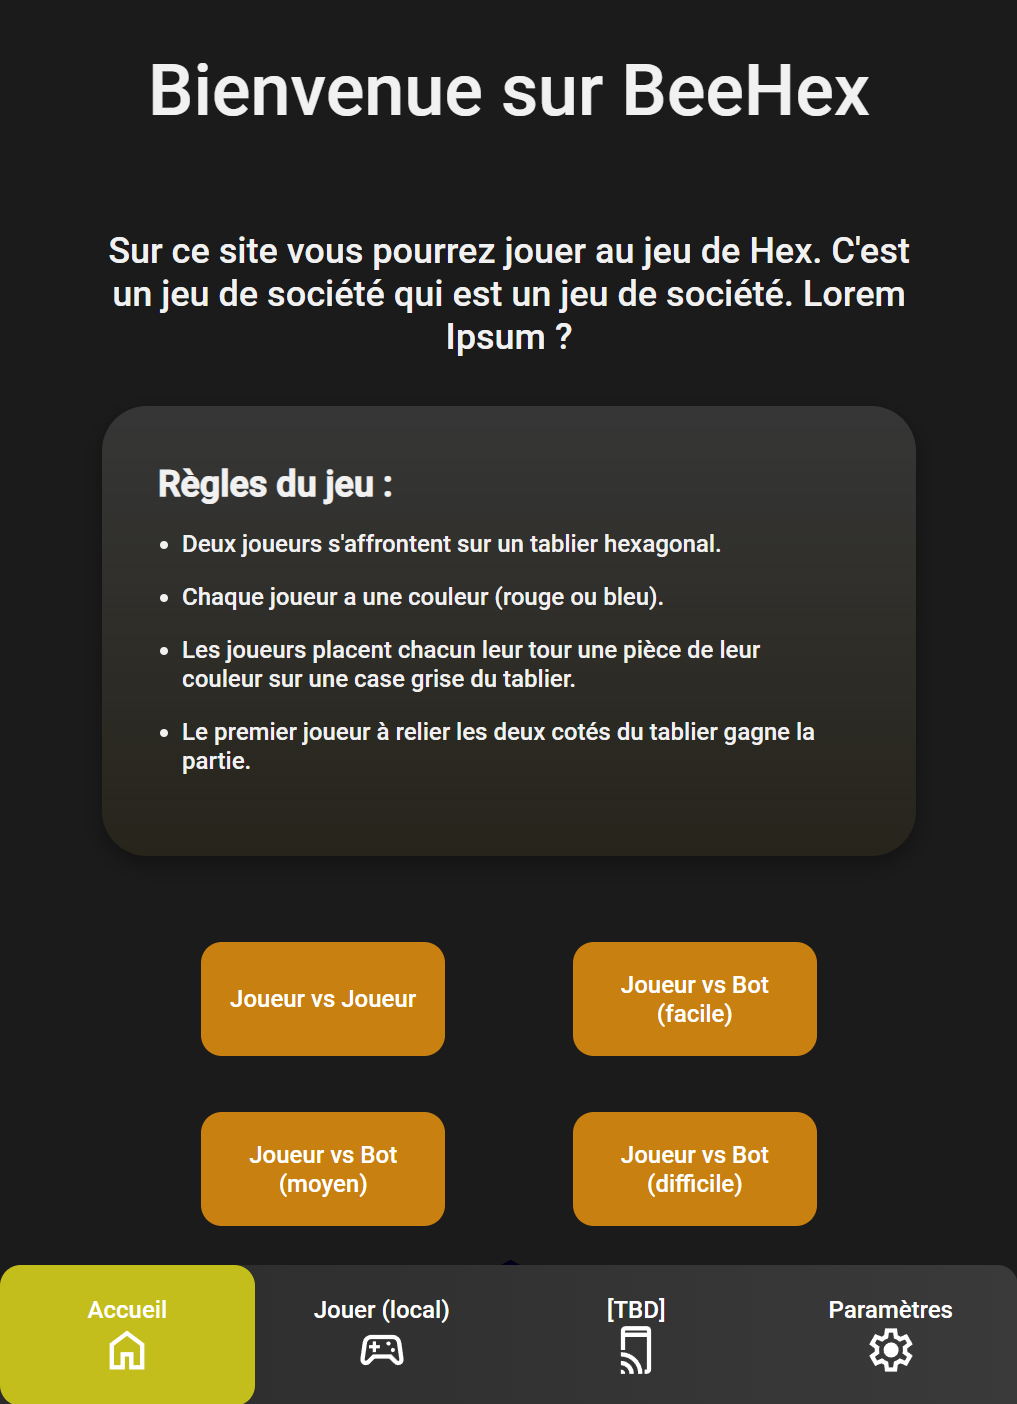 Bienvenue sur BeeHex
Sur ce site vous pourrez jouer au jeu de Hex. C'est
un jeu de société qui est un jeu de société. Lorem
Ipsum ?
Règles du jeu :
• Deux joueurs s'affrontent sur un tablier hexagonal.
• Chaque joueur a une couleur (rouge ou bleu).
• Les joueurs placent chacun leur tour une pièce de leur
couleur sur une case grise du tablier.
• Le premier joueur à relier les deux cotés du tablier gagne la
partie.
Joueur vs Joueur
Joueur vs Bot
(facile)
Joueur vs Bot
(moyen)
Joueur vs Bot
(difficile)
Accueil
Jouer (local)
[TBD]
Paramètres